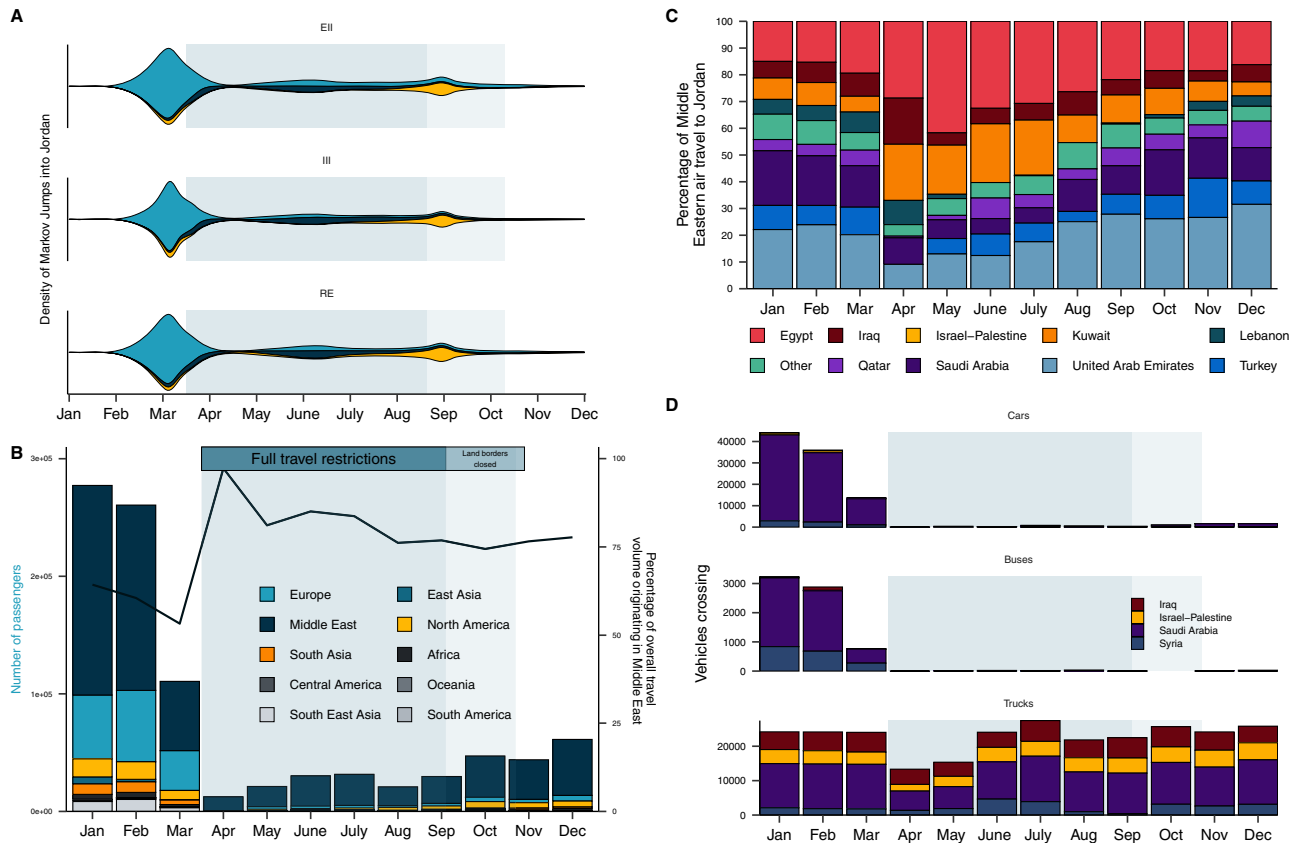 A
EII
III
RE
Density of Markov Jumps into Jordan
Jan Feb Mar Apr May June July Aug Sep Oct Nov Dec
B
Full travel restrictions
Land borders
closed
Number of passengers
3e+05
2e+05
1e+05
0e+00
100
75
50
25
0
Percentage of overall travel
volume originating in Middle East
Europe East Asia
Middle East North America
South Asia Africa
Central America Oceania
South East Asia South America
Jan Feb Mar Apr May June July Aug Sep Oct Nov Dec
C
Percentage of Middle
Eastern air travel to Jordan
100
90
80
70
60
50
40
30
20
10
0
Jan Feb Mar Apr May June July Aug Sep Oct Nov Dec
Egypt Iraq Israel−Palestine Kuwait Lebanon
Other Qatar Saudi Arabia United Arab Emirates Turkey
D
Vehicles crossing
Cars
40000
30000
20000
10000
0
Buses
3000
2000
1000
0
Iraq
Israel−Palestine
Saudi Arabia
Syria
Trucks
20000
10000
0
Jan Feb Mar Apr May June July Aug Sep Oct Nov Dec